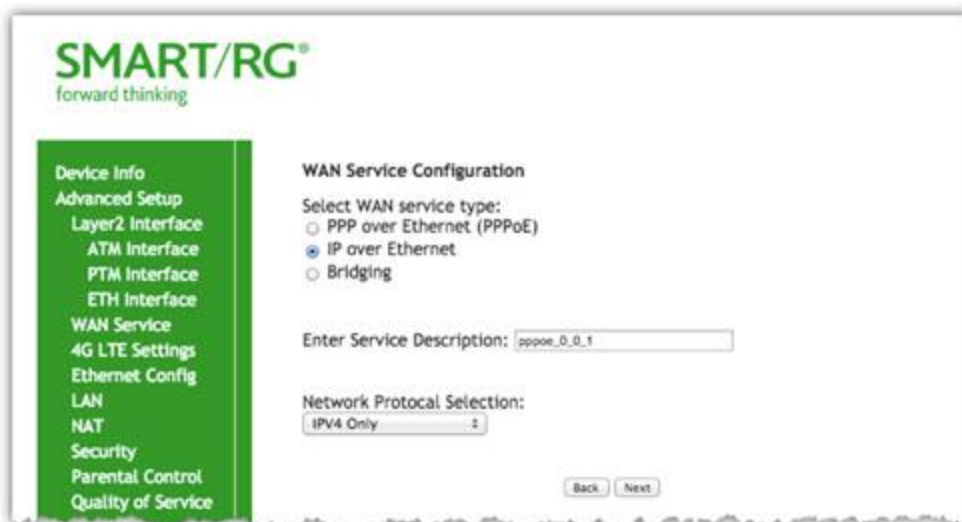 SMART/RG®
forward thinking
Device Info
Advanced Setup
Layer2 Interface
ATM Interface
PTM Interface
ETH Interface
WAN Service
4G LTE Settings
Ethernet Config
LAN
NAT
Security
Parental Control
Quality of Service
WAN Service Configuration
Select WAN service type:
PPP over Ethernet (PPPoE)
IP over Ethernet
Bridging
Enter Service Description: pppoe_0_0_1
Network Protocal Selection:
IPV4 Only
Back Next